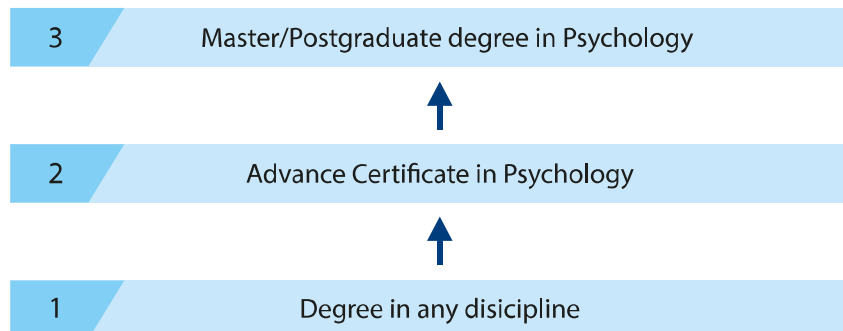 3 Master/Postgraduate degree in Psychology
2 Advance Certificate in Psychology
1 Degree in any disicipline